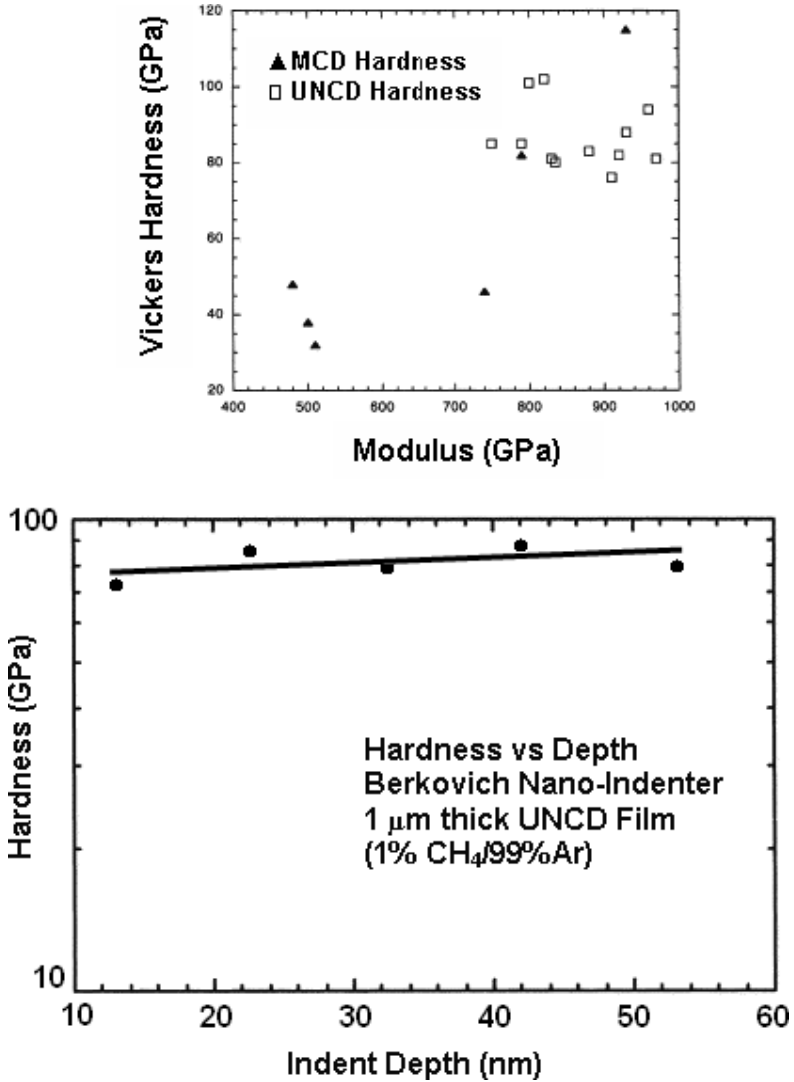 120
100
80
60
40
20
Vickers Hardness (GPa)
MCD Hardness
UNCD Hardness
400 500 600 700 800 900 1000
Modulus (GPa)
100
10
Hardness (GPa)
Hardness vs Depth
Berkovich Nano-Indenter
1 μm thick UNCD Film
(1% CH₄/99%Ar)
10 20 30 40 50 60
Indent Depth (nm)